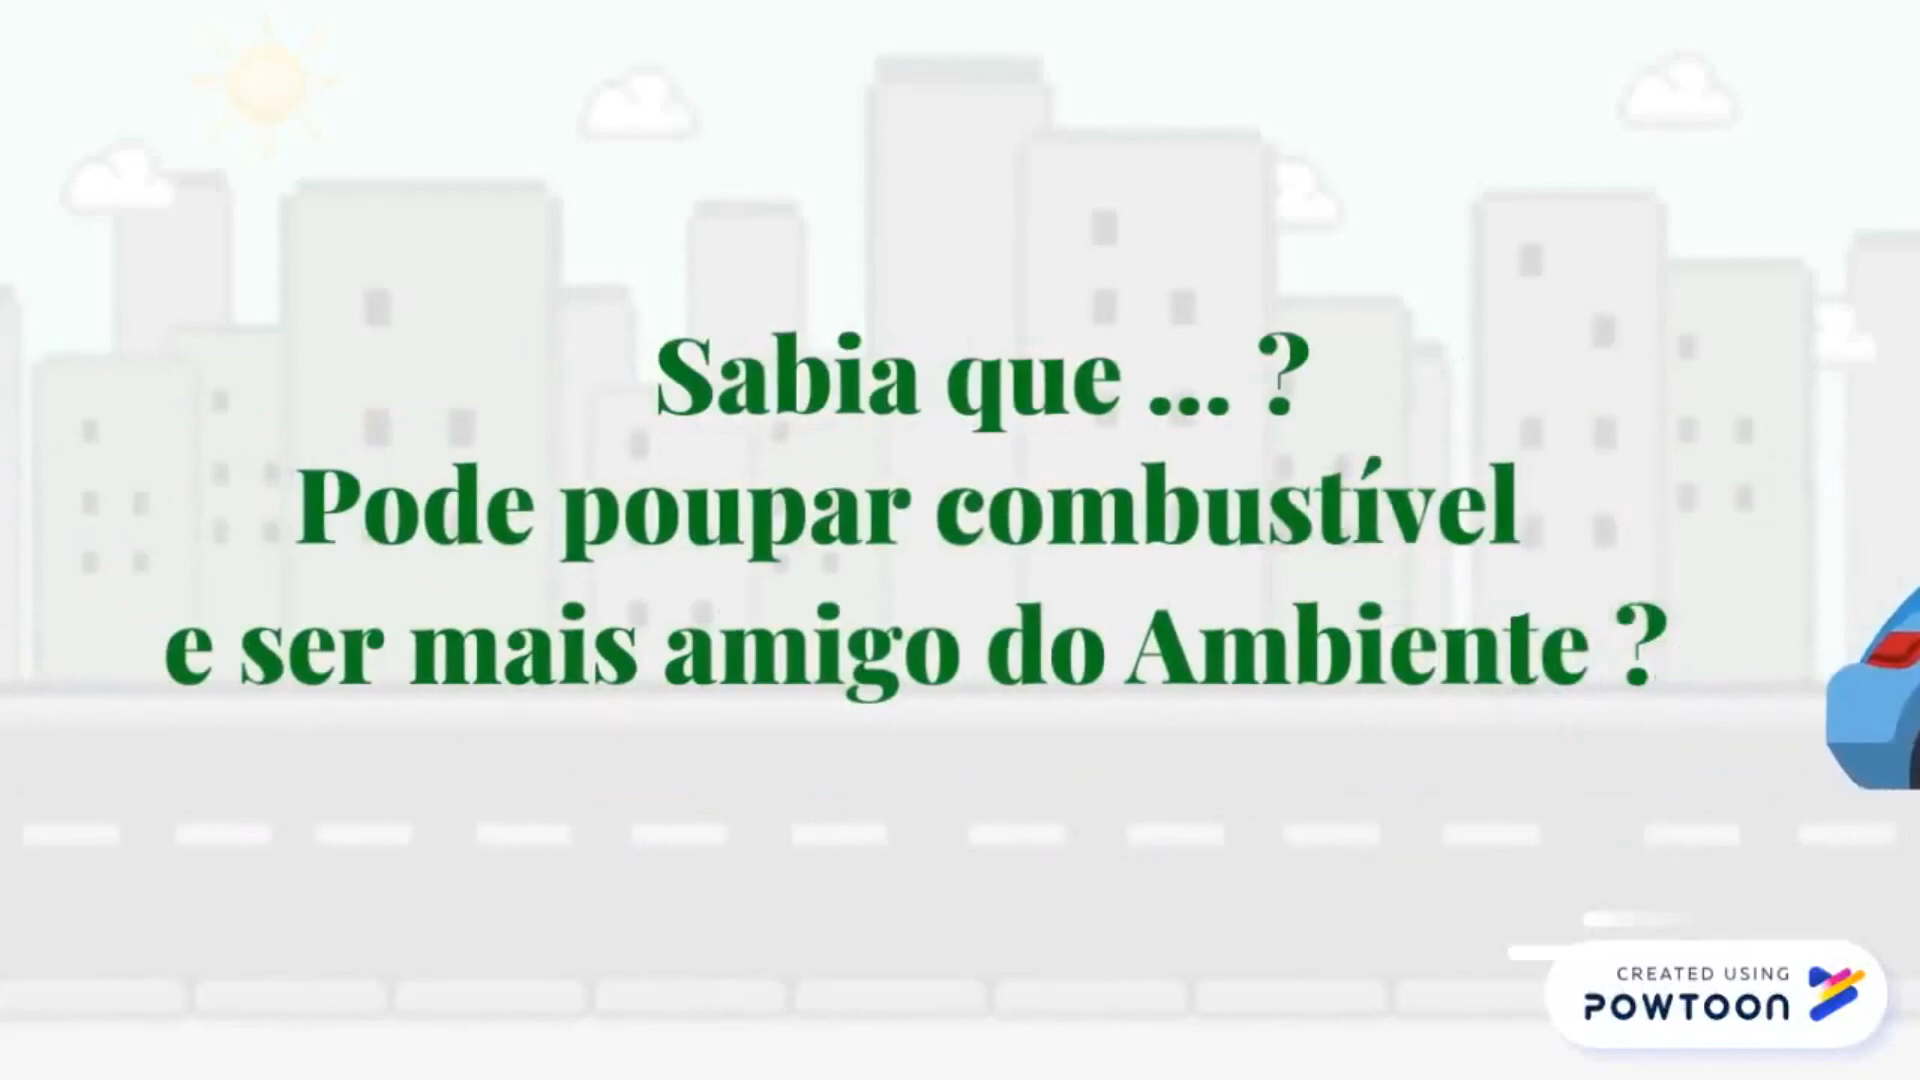 Sabia que ... ?
Pode poupar combustível
e ser mais amigo do Ambiente ?
CREATED USING
POWTOON